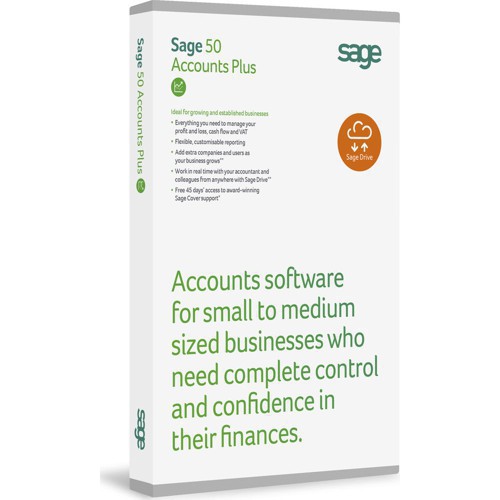 Sage 50 Accounts Plus
sage
Sage 50
Accounts Plus
sage
Ideal for growing and established businesses
• Everything you need to manage your
profit and loss, cash flow and VAT
• Flexible, customisable reporting
• Add extra companies and users as
your business grows**
• Work in real time with your accountant and
colleagues from anywhere with Sage Drive**
• Free 45 days' access to award-winning
Sage Cover support*
Sage Drive
Accounts software
for small to medium
sized businesses who
need complete control
and confidence in
their finances.